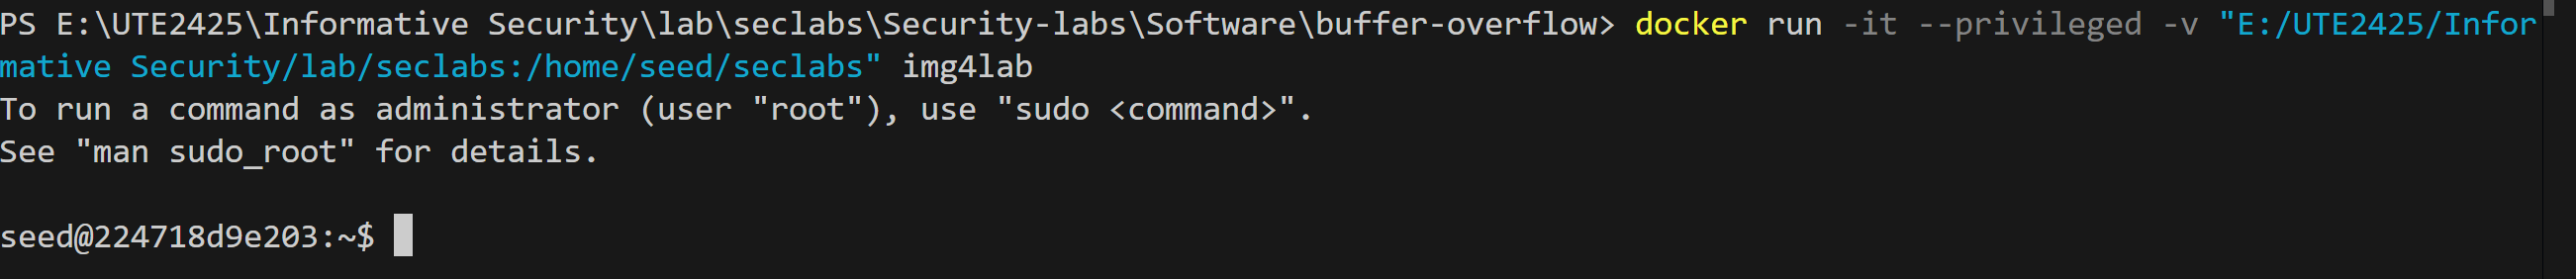 PS E:\UTE2425\Informative Security\lab\seclabs\Security-labs\Software\buffer-overflow> docker run -it --privileged -v "E:/UTE2425/Infor
mative Security/lab/seclabs:/home/seed/seclabs" img4lab
To run a command as administrator (user "root"), use "sudo <command>".
See "man sudo_root" for details.
seed@224718d9e203:~$